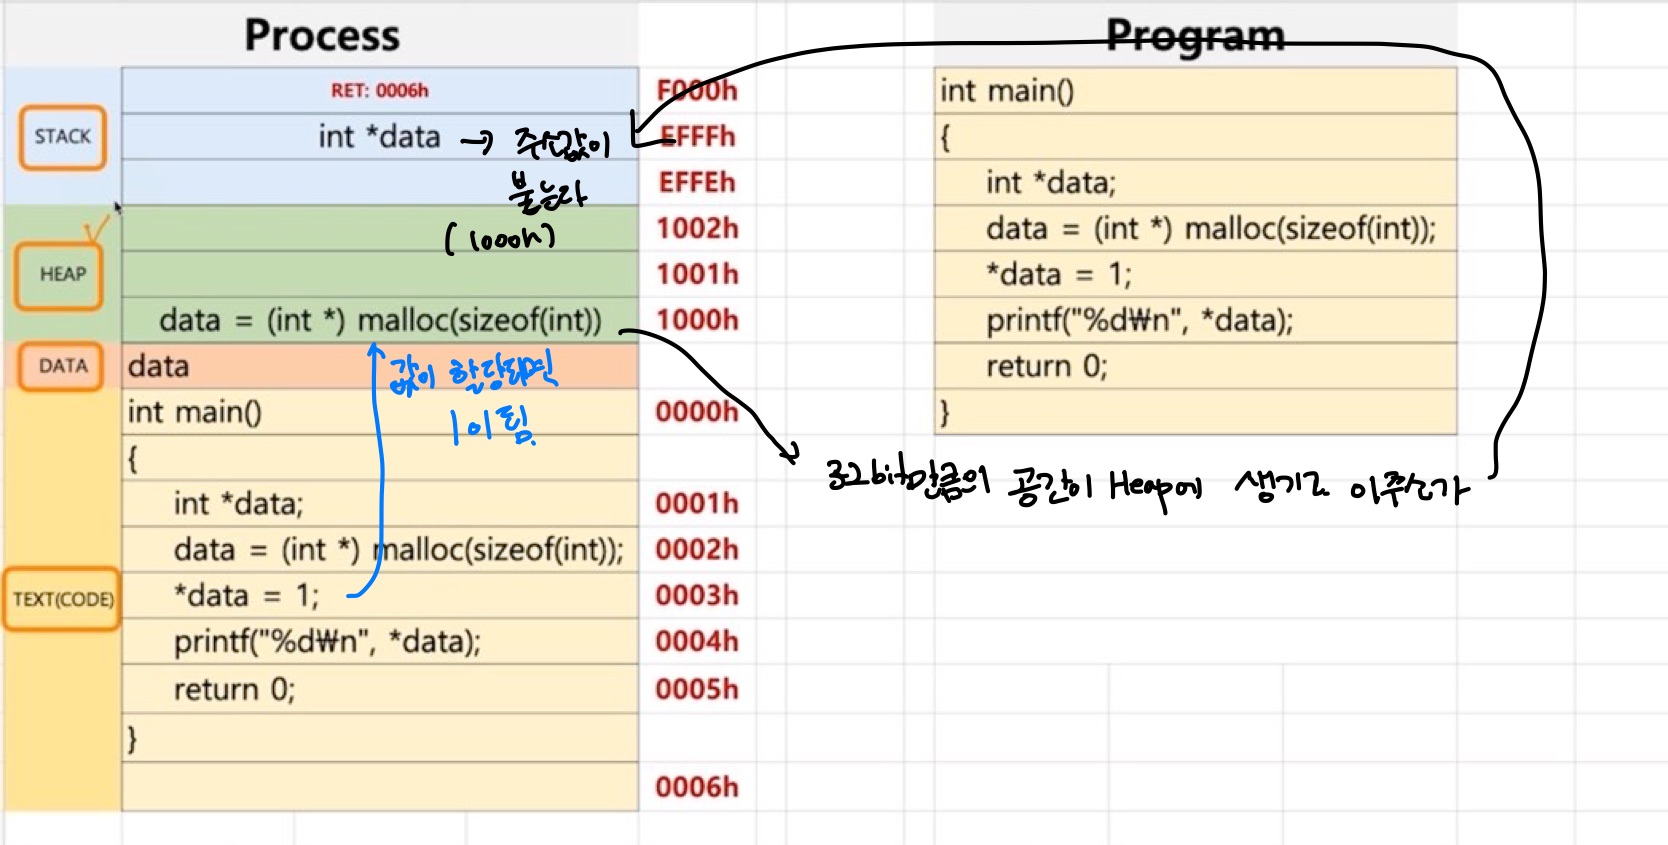 Process
Program
STACK
RET: 0006h
F000h
int *data → 주소값이
EFFFh
불는다
EFFEh
(1000h)
1002h
HEAP
1001h
data = (int *) malloc(sizeof(int))
1000h
DATA
data
값이 할당되면
1이 됨.
int main()
0000h
{
int *data;
0001h
data = (int *) malloc(sizeof(int));
0002h
TEXT(CODE)
*data = 1;
0003h
printf("%d₩n", *data);
0004h
return 0;
0005h
}
0006h
int main()
{
int *data;
data = (int *) malloc(sizeof(int));
*data = 1;
printf("%d₩n", *data);
return 0;
}
32bit만큼의 공간이 Heap에 생기고 이주소가